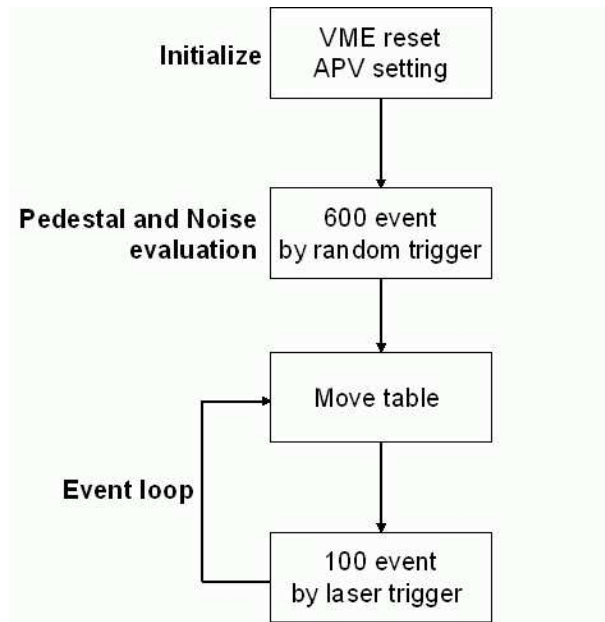 Initialize
VME reset
APV setting
Pedestal and Noise
evaluation
600 event
by random trigger
Move table
Event loop
100 event
by laser trigger